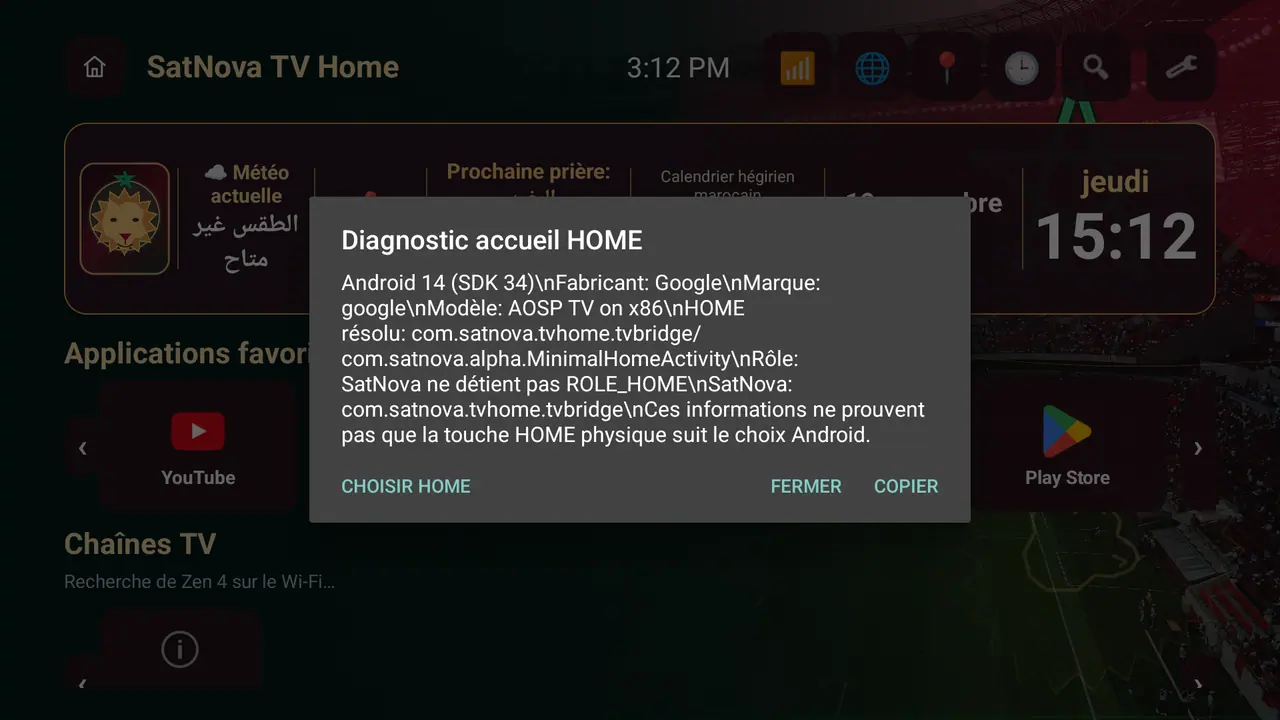 SatNova TV Home
3:12 PM
Météo
actuelle
الطقس غير
متاح
Prochaine prière:
Calendrier hégirien
marocain
jeudi
15:12
Diagnostic accueil HOME
Android 14 (SDK 34)\nFabricant: Google\nMarque:
google\nModèle: AOSP TV on x86\nHOME
résolu: com.satnova.tvhome.tvbridge/
com.satnova.alpha.MinimalHomeActivity\nRôle:
SatNova ne détient pas ROLE_HOME\nSatNova:
com.satnova.tvhome.tvbridge\nCes informations ne prouvent
pas que la touche HOME physique suit le choix Android.
CHOISIR HOME
FERMER
COPIER
Applications favori
YouTube
Play Store
Chaînes TV
Recherche de Zen 4 sur le Wi-Fi…